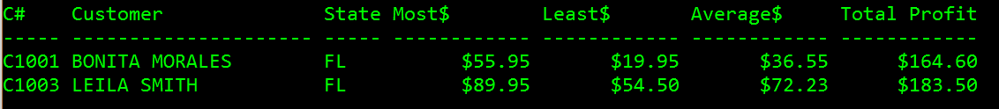 C#    Customer              State Most$        Least$       Average$     Total Profit
----- --------------------- ----- ------------ ------------ ------------ ------------
C1001 BONITA MORALES        FL          $55.95       $19.95       $36.55      $164.60
C1003 LEILA SMITH           FL          $89.95       $54.50       $72.23      $183.50